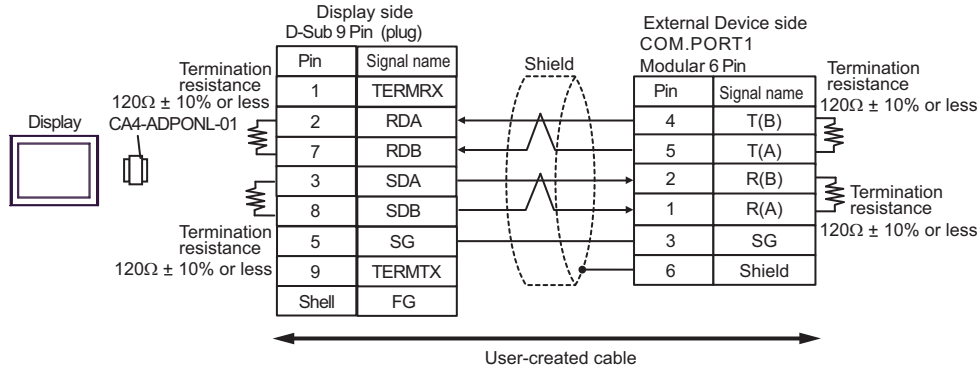 Display side
D-Sub 9 Pin (plug)
External Device side
COM.PORT1
Modular 6 Pin
Termination
resistance
120Ω ± 10% or less
CA4-ADPONL-01
Display
Shield
Termination
resistance
120Ω ± 10% or less
Pin Signal name
1 TERMRX
2 RDA
7 RDB
3 SDA
8 SDB
5 SG
9 TERMTX
Shell FG
Pin Signal name
4 T(B)
5 T(A)
2 R(B)
1 R(A)
3 SG
6 Shield
Termination
resistance
120Ω ± 10% or less
Termination
resistance
120Ω ± 10% or less
User-created cable